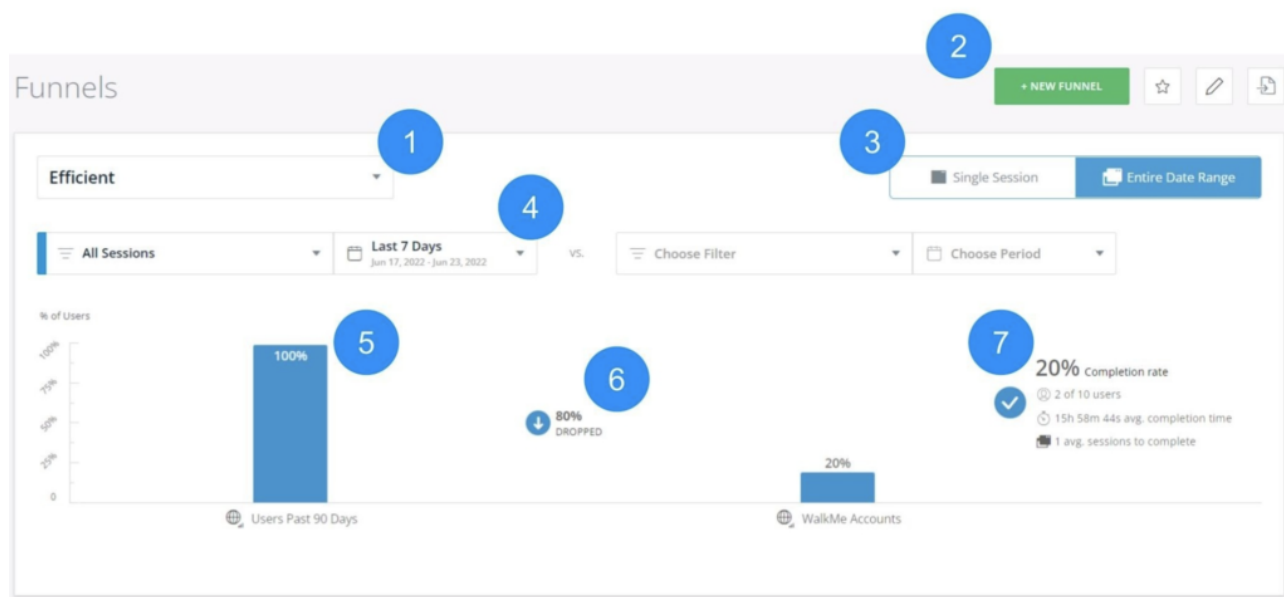 2
Funnels
+ NEW FUNNEL
1
3
Efficient
Single Session
Entire Date Range
4
All Sessions
Last 7 Days
Jun 17, 2022 - Jun 23, 2022
vs.
Choose Filter
Choose Period
% of Users
100%
75%
50%
25%
0
5
100%
6
80%
DROPPED
7
20% Completion rate
2 of 10 users
15h 58m 44s avg. completion time
1 avg. sessions to complete
20%
Users Past 90 Days
WalkMe Accounts